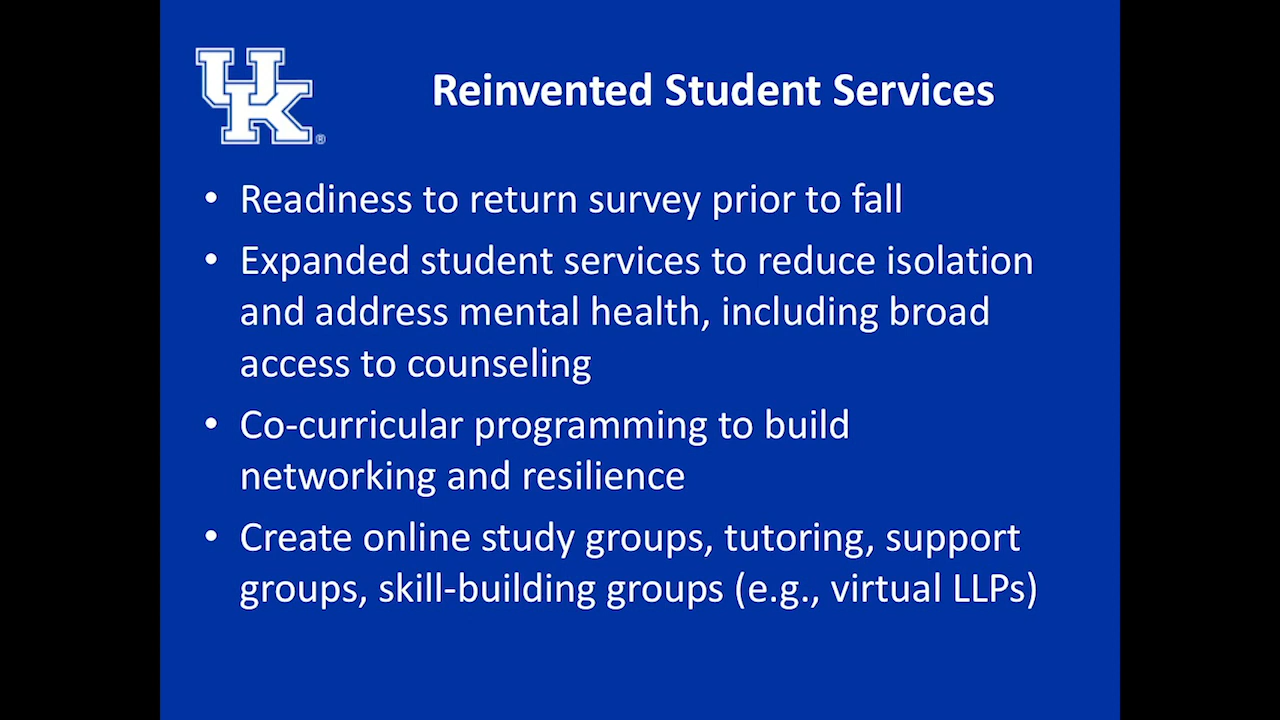 UK®
Reinvented Student Services
• Readiness to return survey prior to fall
• Expanded student services to reduce isolation
and address mental health, including broad
access to counseling
• Co-curricular programming to build
networking and resilience
• Create online study groups, tutoring, support
groups, skill-building groups (e.g., virtual LLPs)